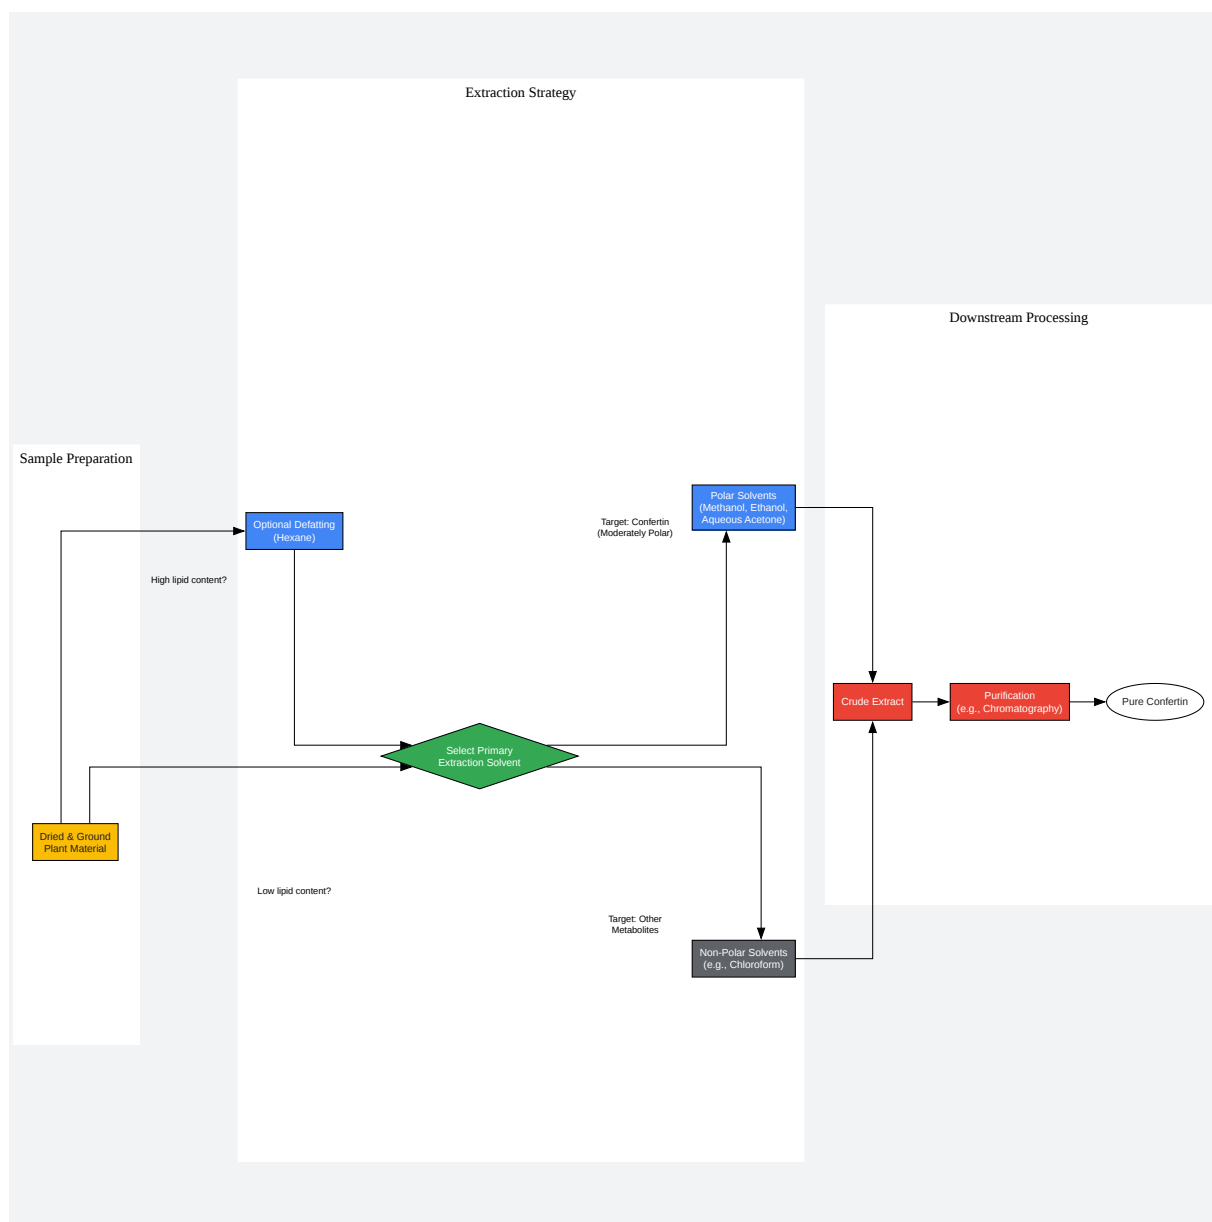 Extraction Strategy
Downstream Processing
Sample Preparation
Polar Solvents
(Methanol, Ethanol,
Aqueous Acetone)
Optional Defatting
(Hexane)
Target: Confertin
(Moderately Polar)
High lipid content?
Crude Extract
Purification
(e.g., Chromatography)
Pure Confertin
Select Primary
Extraction Solvent
Dried & Ground
Plant Material
Low lipid content?
Target: Other
Metabolites
Non-Polar Solvents
(e.g., Chloroform)